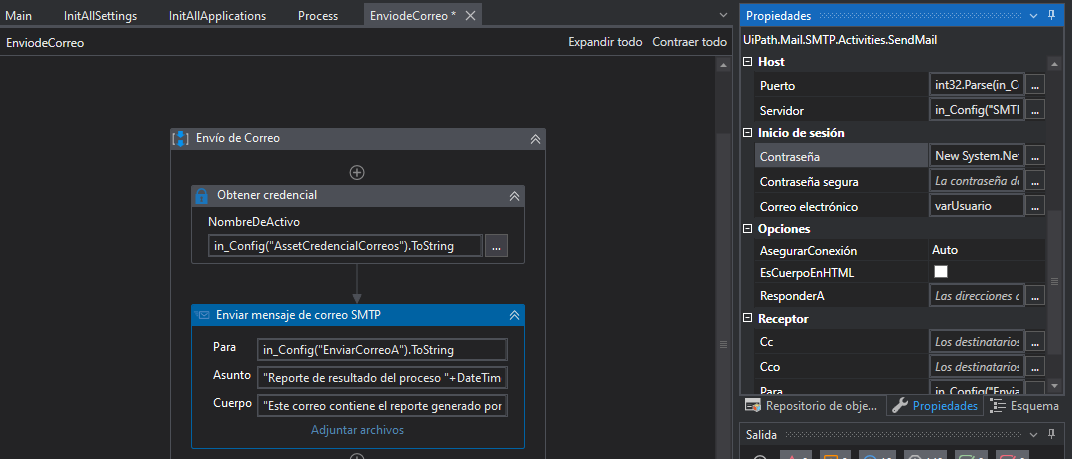 Main InitAllSettings InitAllApplications Process EnviodeCorreo * ×
EnviodeCorreo Expandir todo Contraer todo
Envío de Correo
Obtener credencial
NombreDeActivo
in_Config("AssetCredencialCorreos").ToString ...
Enviar mensaje de correo SMTP
Para in_Config("EnviarCorreoA").ToString
Asunto "Reporte de resultado del proceso "+DateTim
Cuerpo "Este correo contiene el reporte generado por
Adjuntar archivos
Propiedades
UiPath.Mail.SMTP.Activities.SendMail
Host
Puerto int32.Parse(in_C ...
Servidor in_Config("SMTI ...
Inicio de sesión
Contraseña New System.Ne ...
Contraseña segura La contraseña de ...
Correo electrónico varUsuario ...
Opciones
AsegurarConexión Auto
EsCuerpoEnHTML
ResponderA Las direcciones c ...
Receptor
Cc Los destinatarios ...
Cco Los destinatarios ...
Para in_Config("Envia ...
Repositorio de obje... Propiedades Esquema
Salida